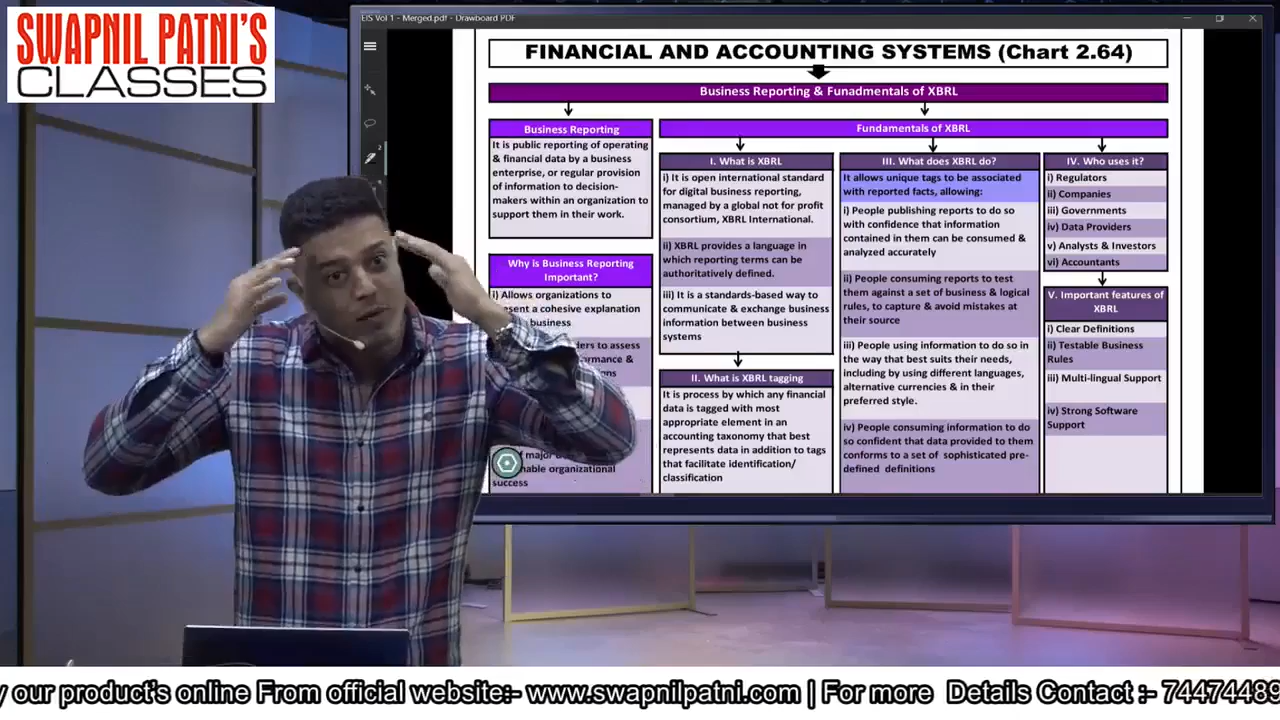 SWAPNIL PATNI'S
CLASSES
EIS Vol 1 - Merged.pdf - Drawboard PDF
FINANCIAL AND ACCOUNTING SYSTEMS (Chart 2.64)
Business Reporting & Funadmentals of XBRL
Business Reporting
It is public reporting of operating
& financial data by a business
enterprise, or regular provision
of information to decision-
makers within an organization to
support them in their work.
Why is Business Reporting
Important?
i) Allows organizations to
present a cohesive explanation
business
& 
of major
organizational
success
Fundamentals of XBRL
I. What is XBRL
i) It is open international standard
for digital business reporting,
managed by a global not for profit
consortium, XBRL International.
ii) XBRL provides a language in
which reporting terms can be
authoritatively defined.
iii) It is a standards-based way to
communicate & exchange business
information between business
systems
II. What is XBRL tagging
It is process by which any financial
data is tagged with most
appropriate element in an
accounting taxonomy that best
represents data in addition to tags
that facilitate identification/
classification
III. What does XBRL do?
It allows unique tags to be associated
with reported facts, allowing:
i) People publishing reports to do so
with confidence that information
contained in them can be consumed &
analyzed accurately
ii) People consuming reports to test
them against a set of business & logical
rules, to capture & avoid mistakes at
their source
iii) People using information to do so in
the way that best suits their needs,
including by using different languages,
alternative currencies & in their
preferred style.
iv) People consuming information to do
so confident that data provided to them
conforms to a set of sophisticated pre-
defined definitions
IV. Who uses it?
i) Regulators
ii) Companies
iii) Governments
iv) Data Providers
v) Analysts & Investors
vi) Accountants
V. Important features of
XBRL
i) Clear Definitions
ii) Testable Business
Rules
iii) Multi-lingual Support
iv) Strong Software
Support
y our product's online From official website:- www.swapnilpatni.com | For more Details Contact :- 74474489